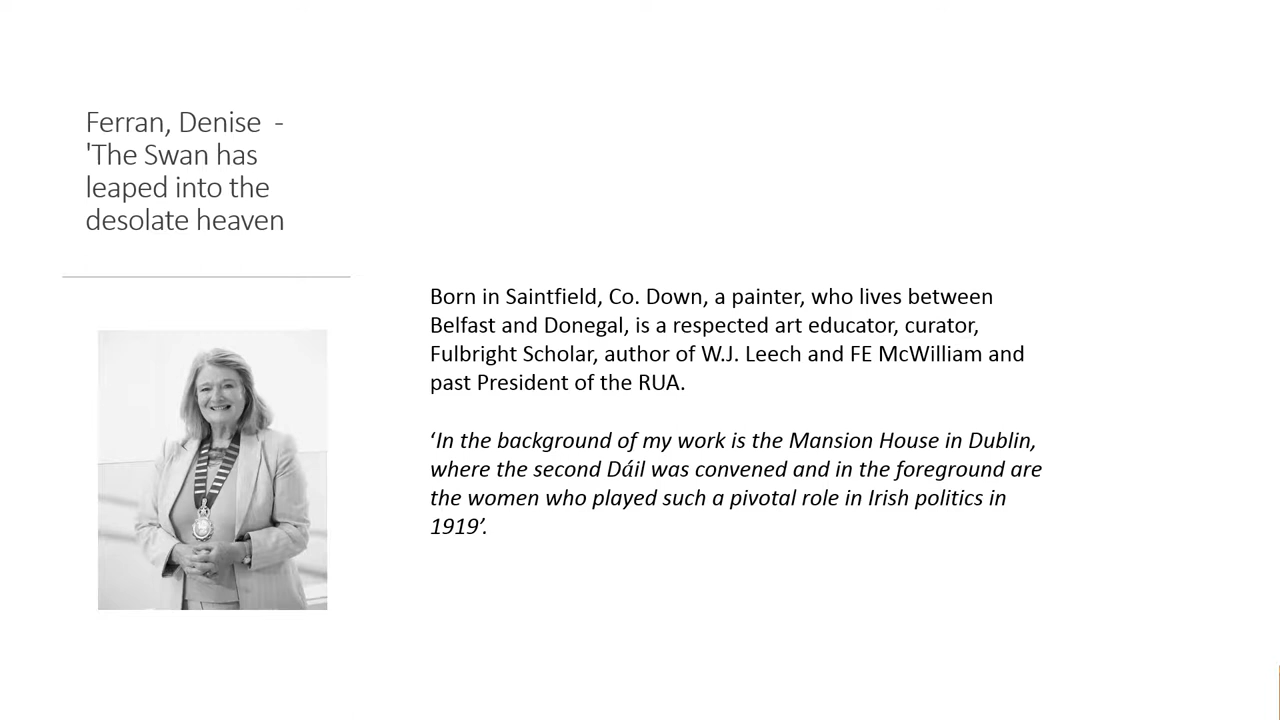 Ferran, Denise  -
'The Swan has
leaped into the
desolate heaven
Born in Saintfield, Co. Down, a painter, who lives between
Belfast and Donegal, is a respected art educator, curator,
Fulbright Scholar, author of W.J. Leech and FE McWilliam and
past President of the RUA.
‘In the background of my work is the Mansion House in Dublin,
where the second Dáil was convened and in the foreground are
the women who played such a pivotal role in Irish politics in
1919’.